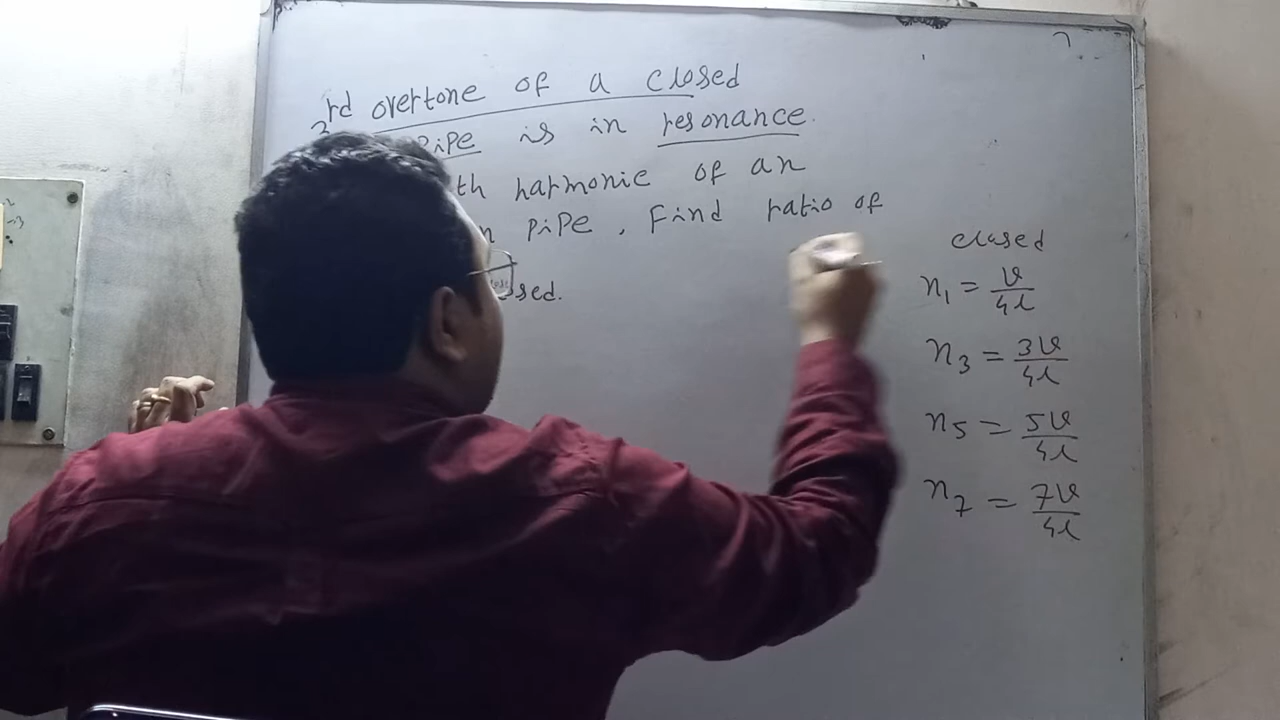 3rd overtone of a closed
pipe is in resonance.
th harmonic of an
n pipe, Find ratio of
sed.
closed
n₁ = v/4l
n₃ = 3v/4l
n₅ = 5v/4l
n₇ = 7v/4l